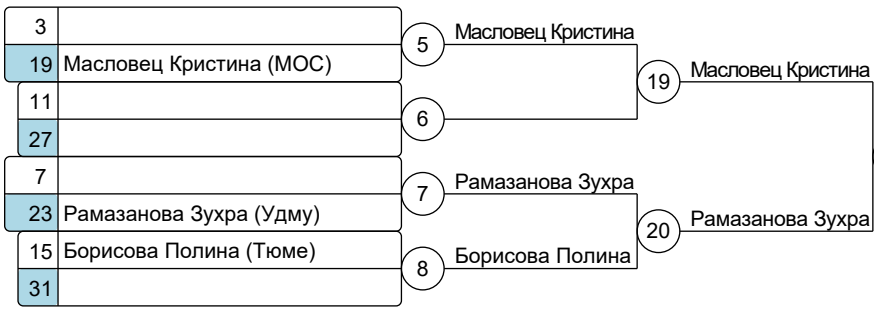 3
19 Масловец Кристина (МОС)
5
Масловец Кристина
11
27
6
19
Масловец Кристина
7
23 Рамазанова Зухра (Удму)
7
Рамазанова Зухра
15 Борисова Полина (Тюме)
31
8
Борисова Полина
20
Рамазанова Зухра